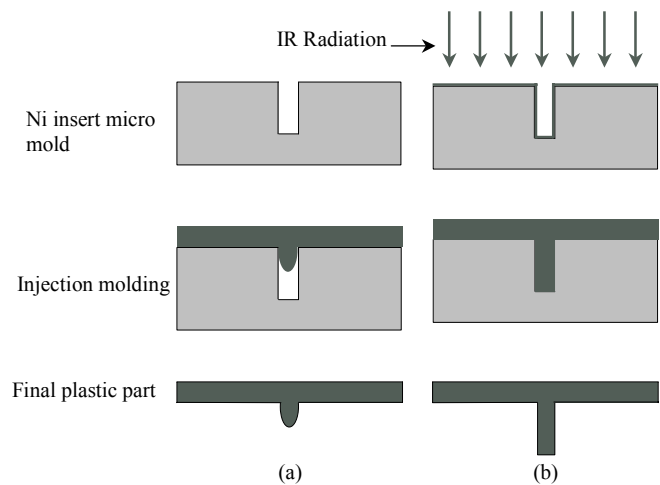 IR Radiation
Ni insert micro
mold
Injection molding
Final plastic part
(a)
(b)